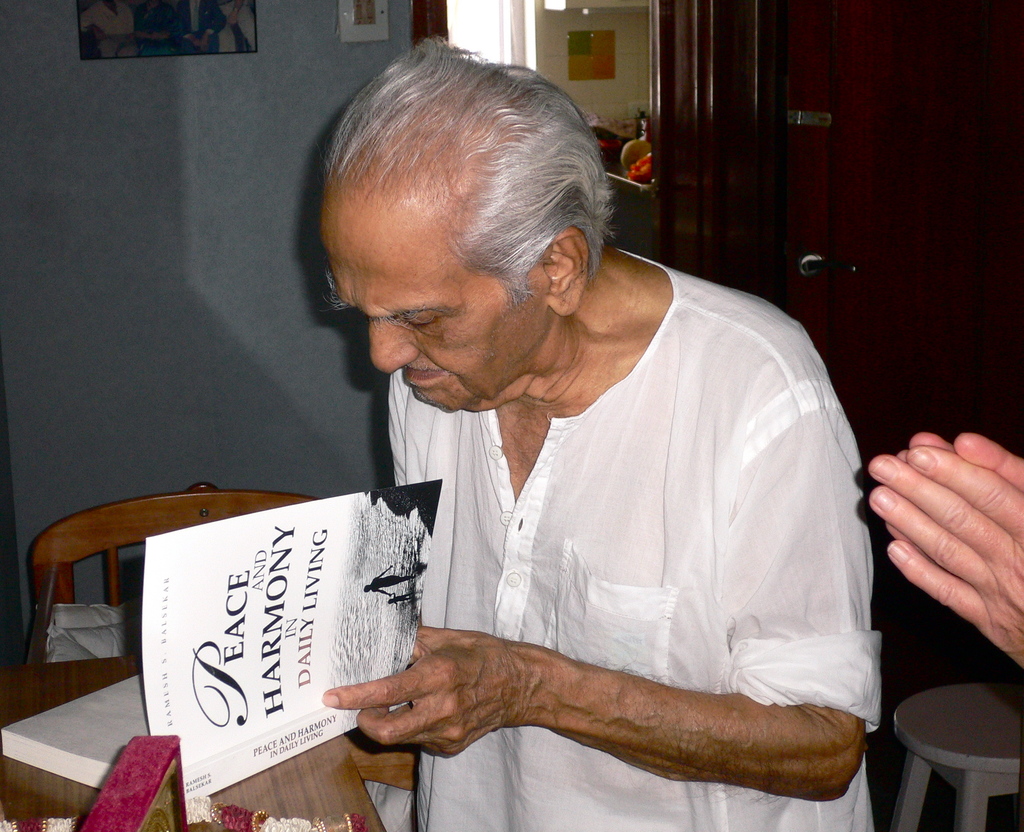 RAMESH S. BALSEKAR
PEACE
AND
HARMONY
IN
DAILY LIVING
PEACE AND HARMONY
IN DAILY LIVING
RAMESH S.
BALSEKAR